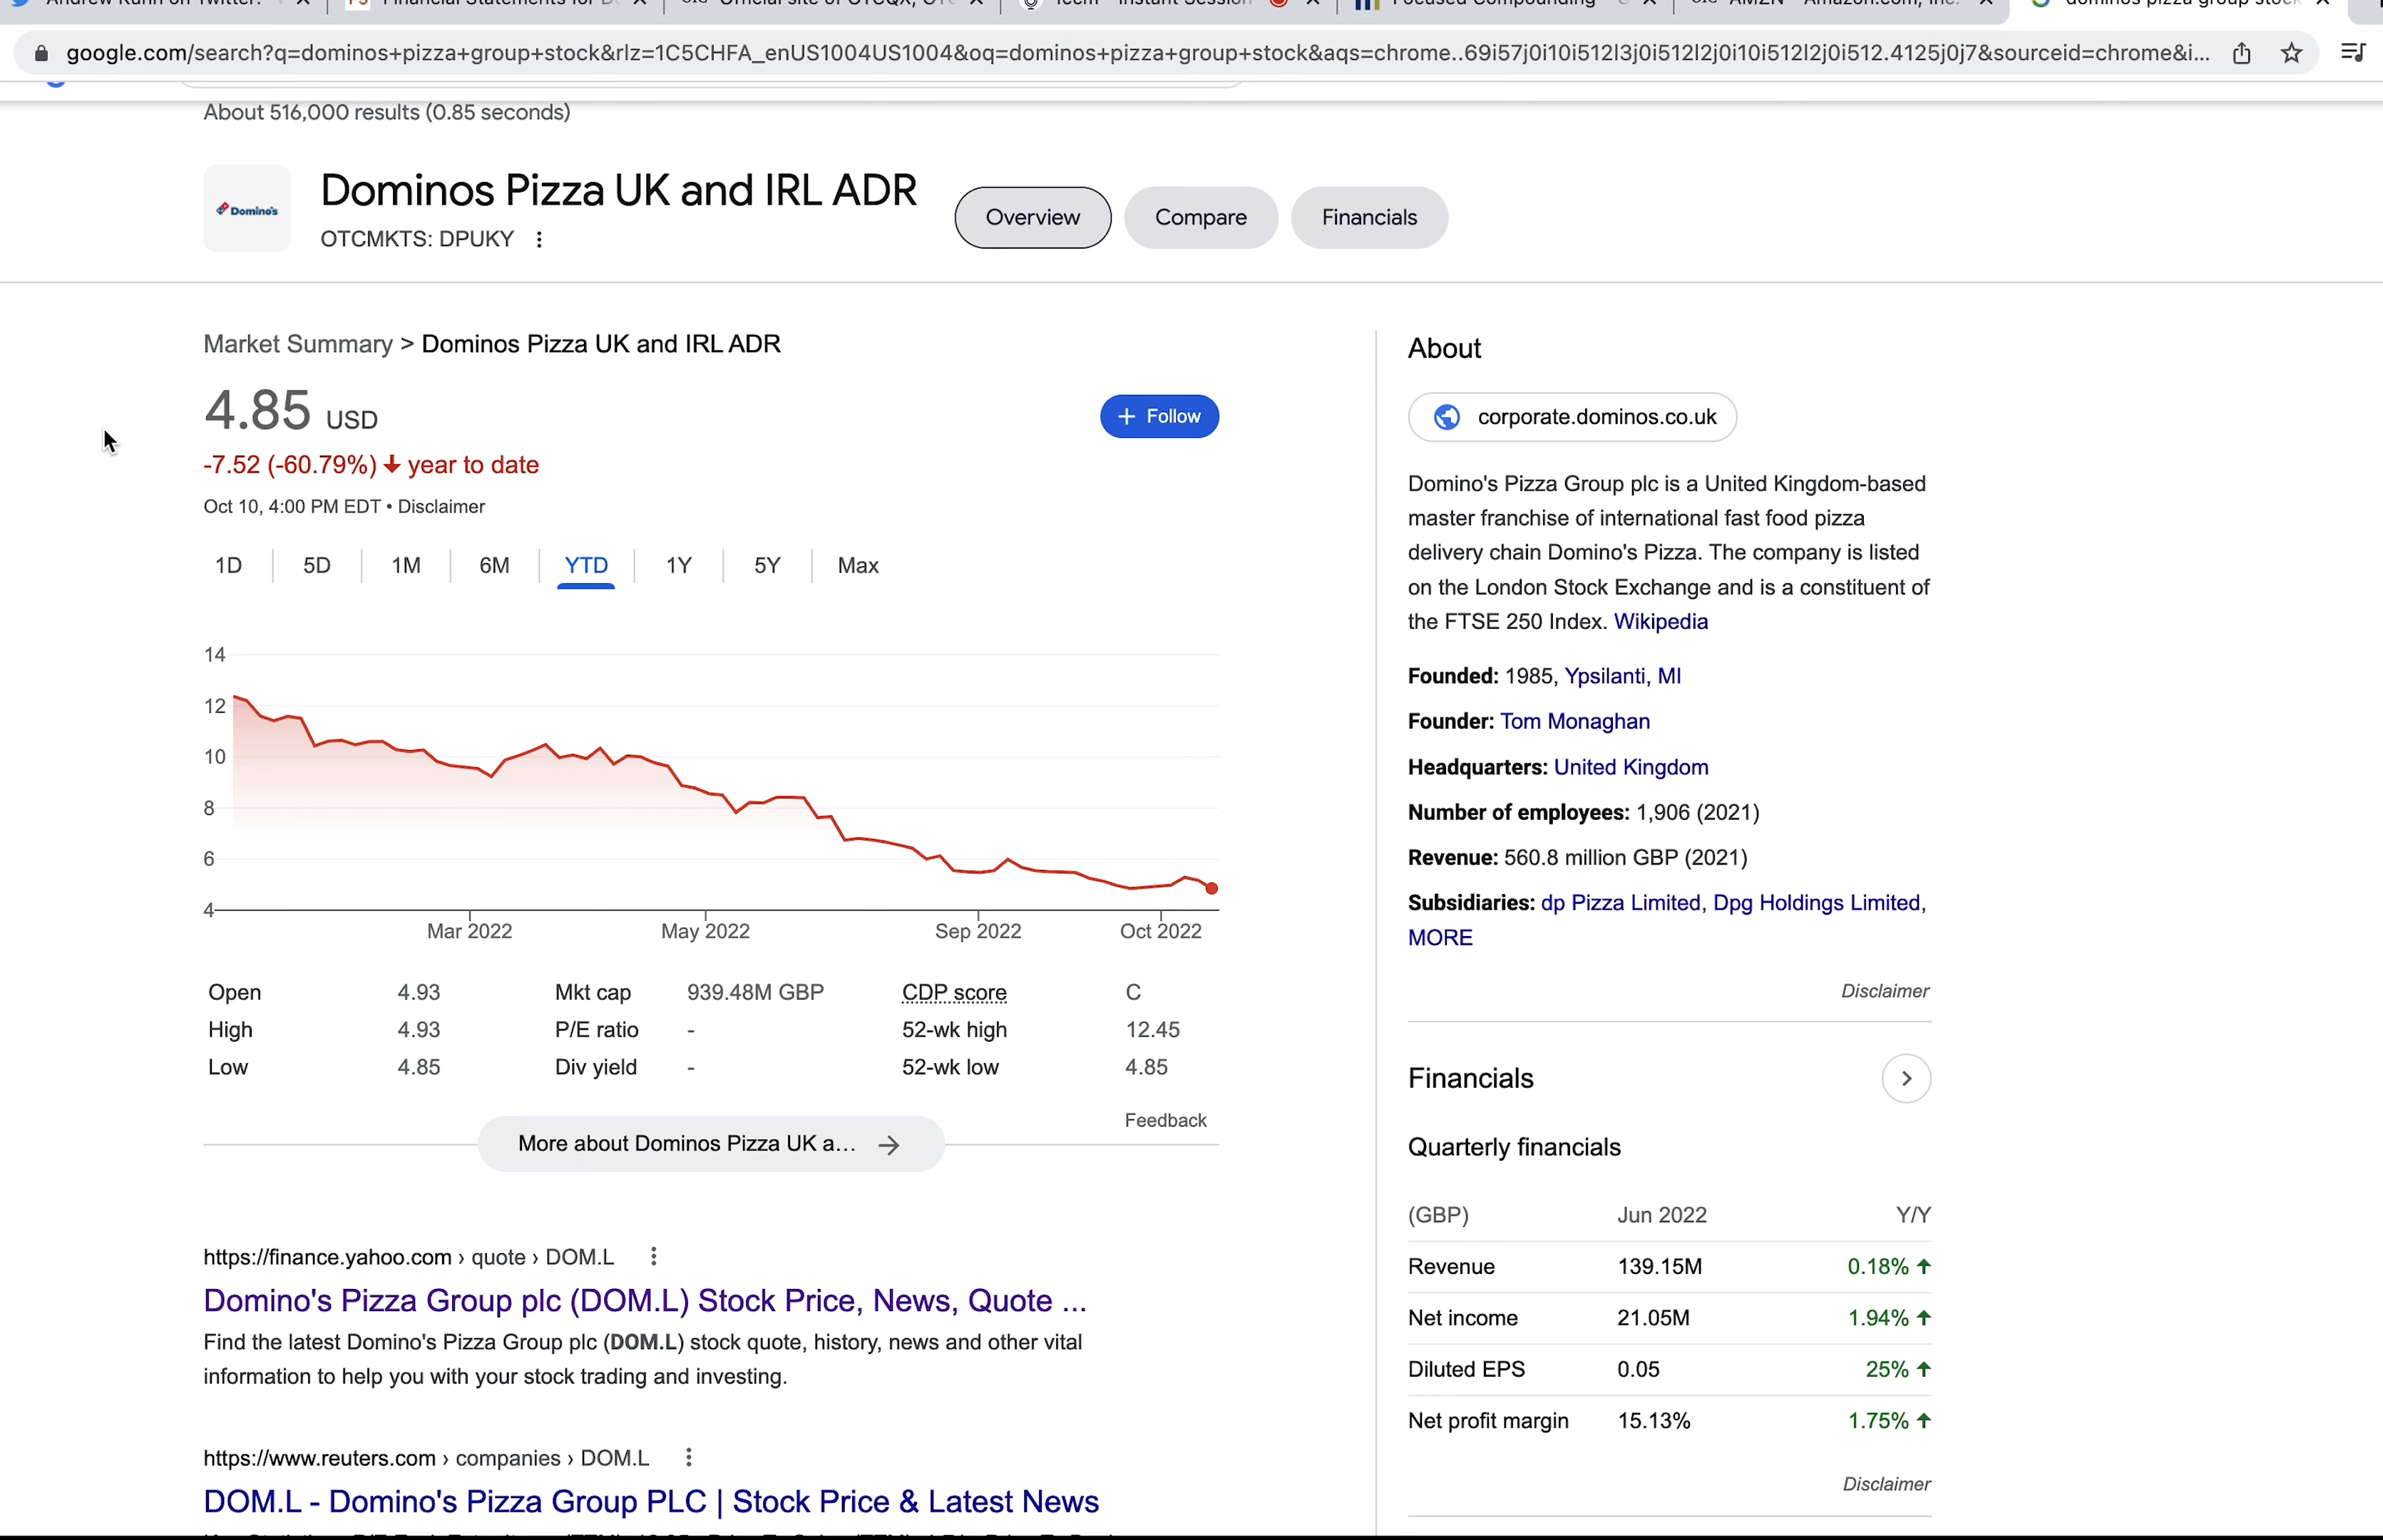 google.com/search?q=dominos+pizza+group+stock&rlz=1C5CHFA_enUS1004US1004&oq=dominos+pizza+group+stock&aqs=chrome..69i57j0i10i512l3j0i512l2j0i10i512l2j0i512.4125j0j7&sourceid=chrome&i...
About 516,000 results (0.85 seconds)
Domino's
Dominos Pizza UK and IRL ADR
OTCMKTS: DPUKY
Overview
Compare
Financials
Market Summary > Dominos Pizza UK and IRL ADR
4.85 USD
+ Follow
-7.52 (-60.79%) ↓ year to date
Oct 10, 4:00 PM EDT • Disclaimer
1D 5D 1M 6M YTD 1Y 5Y Max
14
12
10
8
6
4
Mar 2022 May 2022 Sep 2022 Oct 2022
Open 4.93 Mkt cap 939.48M GBP CDP score C
High 4.93 P/E ratio - 52-wk high 12.45
Low 4.85 Div yield - 52-wk low 4.85
Feedback
More about Dominos Pizza UK a... →
https://finance.yahoo.com › quote › DOM.L
Domino's Pizza Group plc (DOM.L) Stock Price, News, Quote ...
Find the latest Domino's Pizza Group plc (DOM.L) stock quote, history, news and other vital
information to help you with your stock trading and investing.
https://www.reuters.com › companies › DOM.L
DOM.L - Domino's Pizza Group PLC | Stock Price & Latest News
About
corporate.dominos.co.uk
Domino's Pizza Group plc is a United Kingdom-based
master franchise of international fast food pizza
delivery chain Domino's Pizza. The company is listed
on the London Stock Exchange and is a constituent of
the FTSE 250 Index. Wikipedia
Founded: 1985, Ypsilanti, MI
Founder: Tom Monaghan
Headquarters: United Kingdom
Number of employees: 1,906 (2021)
Revenue: 560.8 million GBP (2021)
Subsidiaries: dp Pizza Limited, Dpg Holdings Limited,
MORE
Disclaimer
Financials
Quarterly financials
(GBP) Jun 2022 Y/Y
Revenue 139.15M 0.18% ↑
Net income 21.05M 1.94% ↑
Diluted EPS 0.05 25% ↑
Net profit margin 15.13% 1.75% ↑
Disclaimer